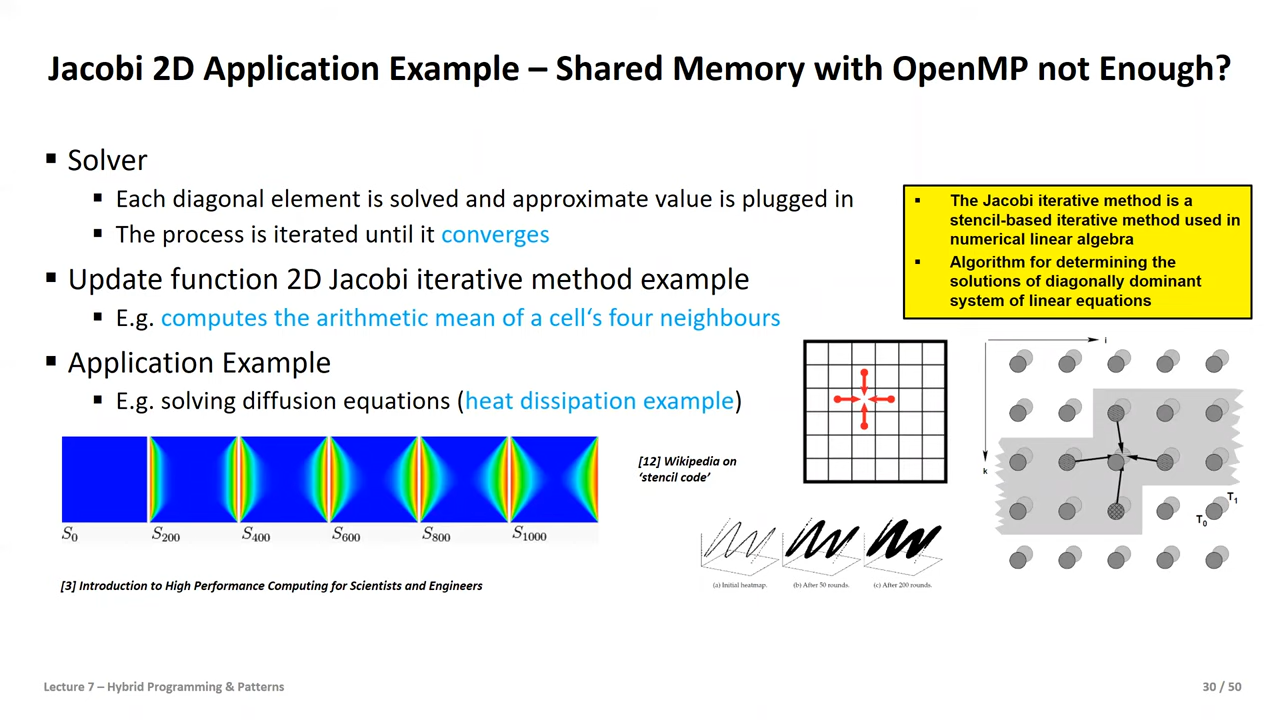 Jacobi 2D Application Example – Shared Memory with OpenMP not Enough?
▪ Solver
▪ Each diagonal element is solved and approximate value is plugged in
▪ The process is iterated until it converges
▪ Update function 2D Jacobi iterative method example
▪ E.g. computes the arithmetic mean of a cell‘s four neighbours
▪ Application Example
▪ E.g. solving diffusion equations (heat dissipation example)
▪ The Jacobi iterative method is a
stencil-based iterative method used in
numerical linear algebra
▪ Algorithm for determining the
solutions of diagonally dominant
system of linear equations
i
k
T1
T0
[12] Wikipedia on
‘stencil code’
S0 S200 S400 S600 S800 S1000
(a) Initial heatmap. (b) After 50 rounds. (c) After 200 rounds.
[3] Introduction to High Performance Computing for Scientists and Engineers
Lecture 7 – Hybrid Programming & Patterns
30 / 50